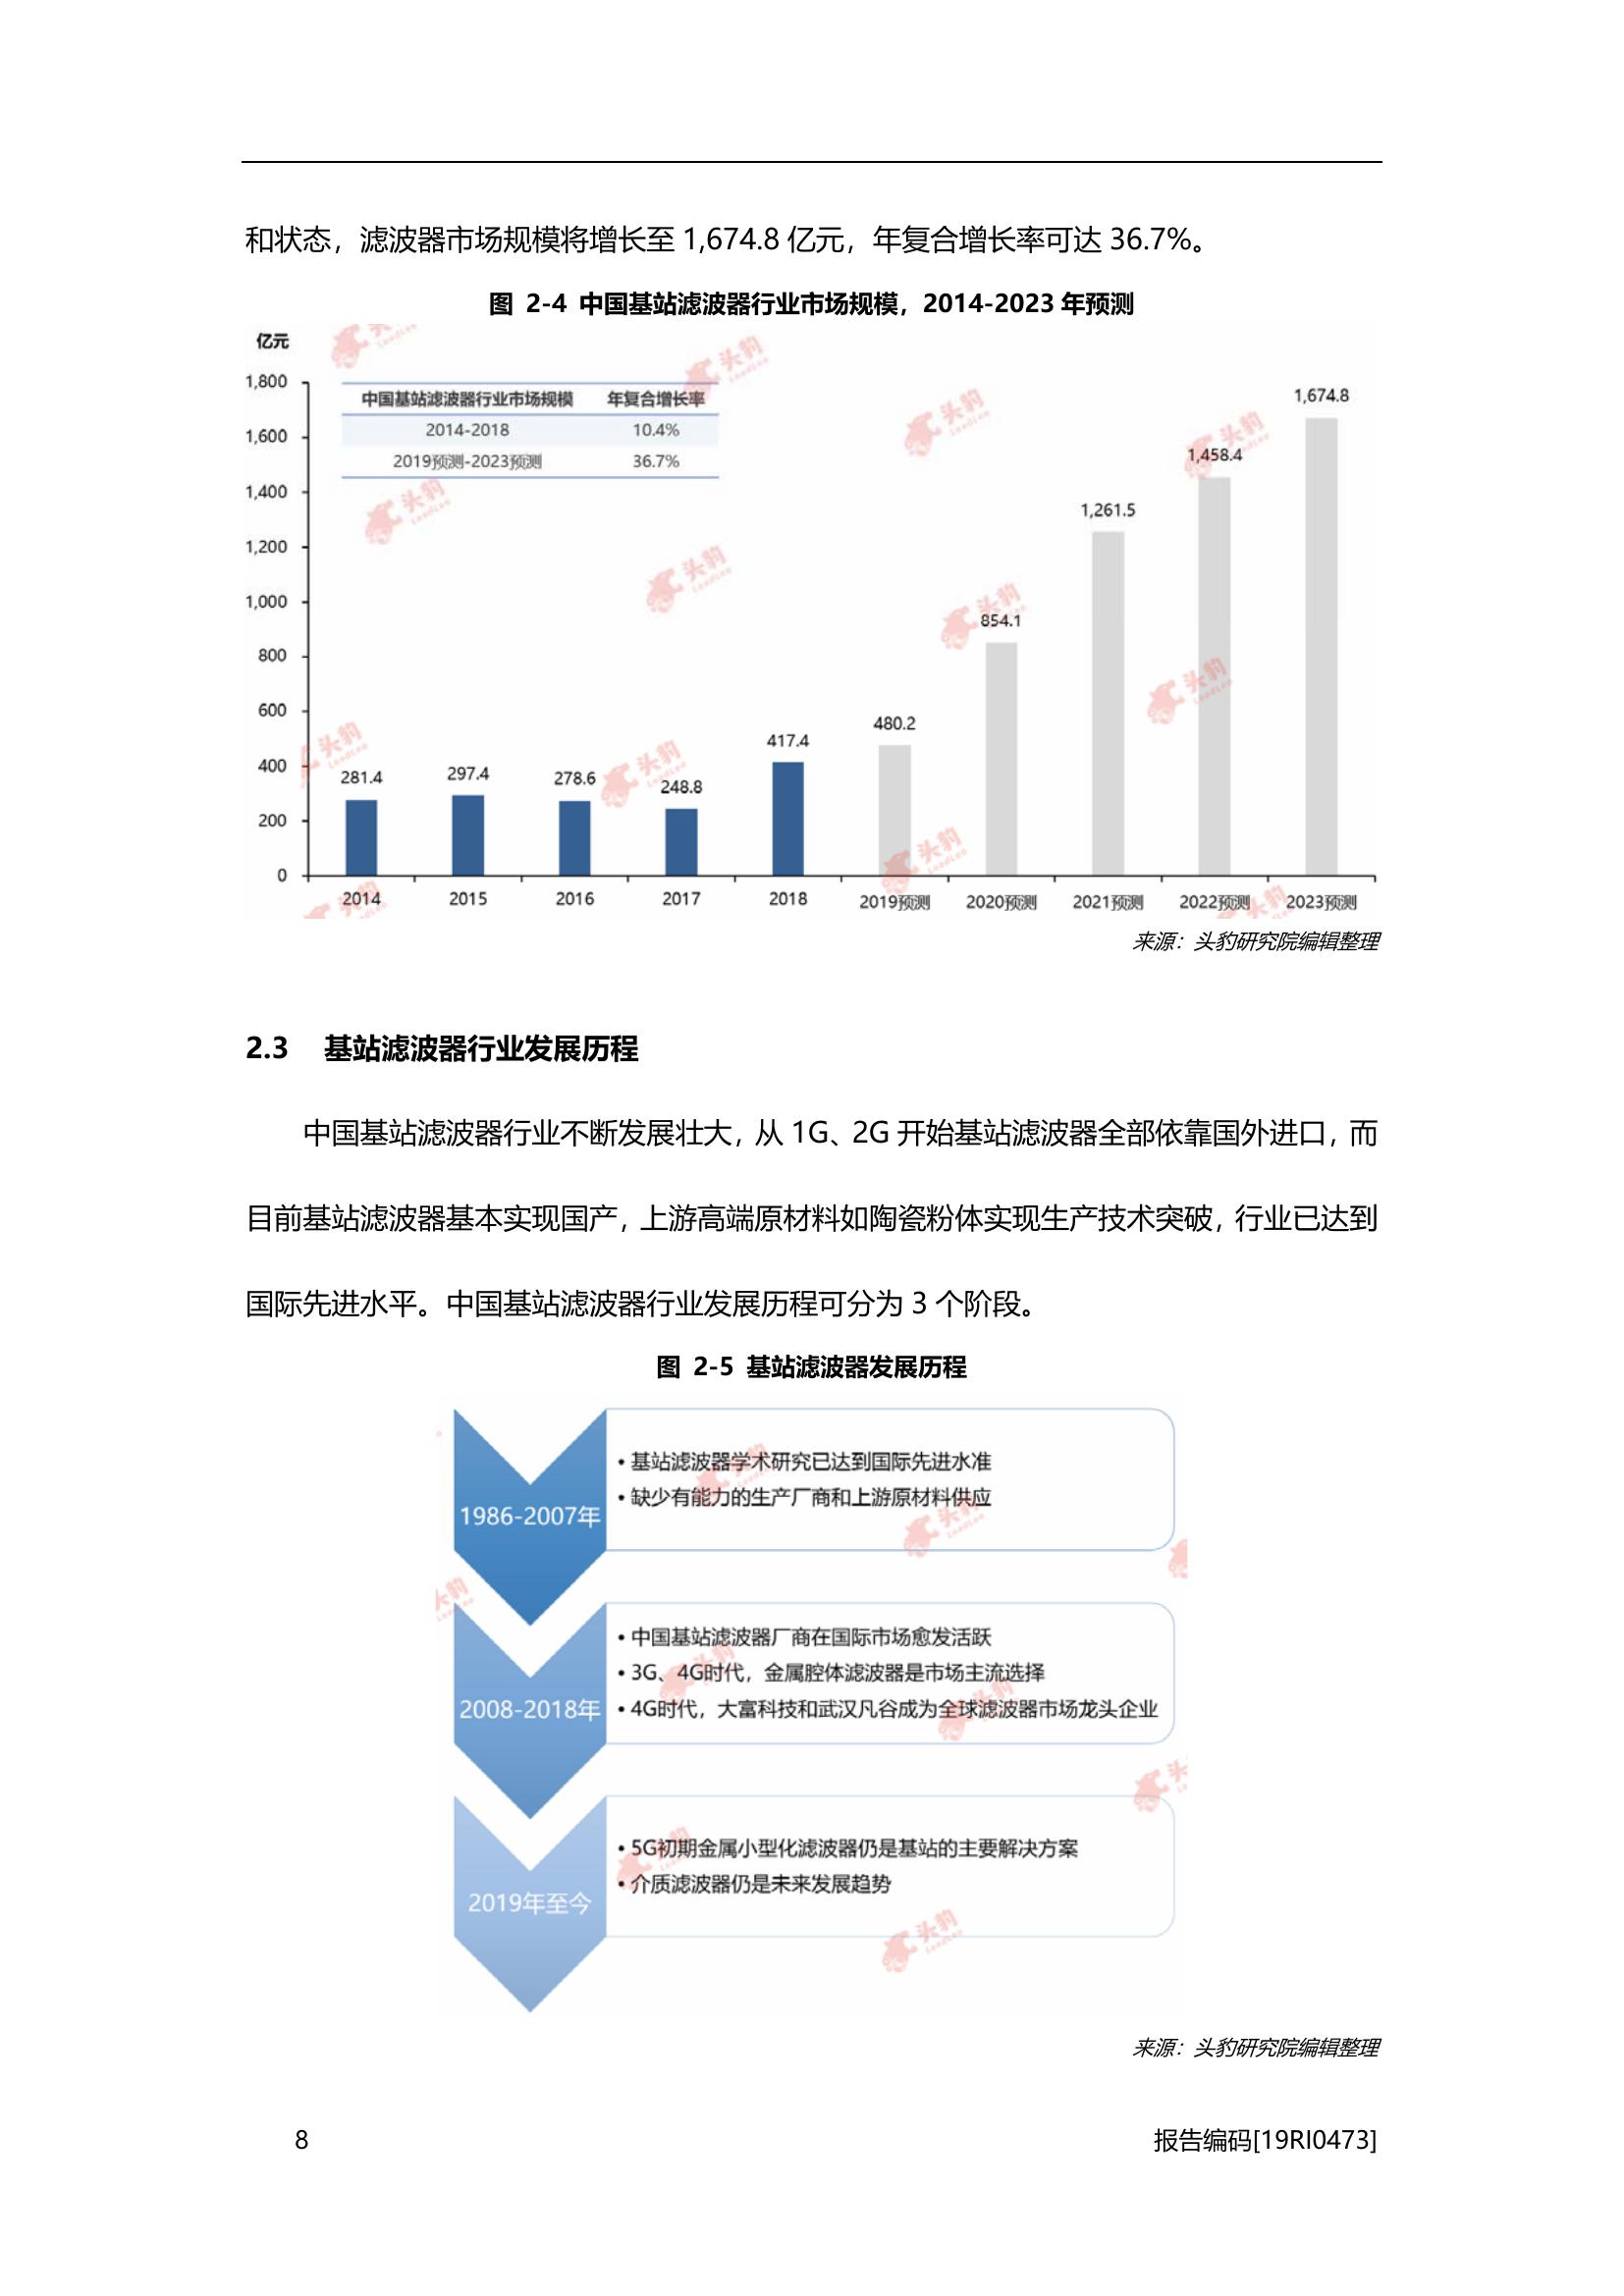 和状态，滤波器市场规模将增长至 1,674.8 亿元，年复合增长率可达 36.7%。
图 2-4 中国基站滤波器行业市场规模，2014-2023 年预测
亿元
中国基站滤波器行业市场规模 年复合增长率
2014-2018 10.4%
2019预测-2023预测 36.7%
1,800
1,600
1,400
1,200
1,000
800
600
400
200
0
281.4
297.4
278.6
248.8
417.4
480.2
854.1
1,261.5
1,458.4
1,674.8
2014 2015 2016 2017 2018 2019预测 2020预测 2021预测 2022预测 2023预测
来源：头豹研究院编辑整理
2.3 基站滤波器行业发展历程
中国基站滤波器行业不断发展壮大，从 1G、2G 开始基站滤波器全部依靠国外进口，而
目前基站滤波器基本实现国产，上游高端原材料如陶瓷粉体实现生产技术突破，行业已达到
国际先进水平。中国基站滤波器行业发展历程可分为 3 个阶段。
图 2-5 基站滤波器发展历程
1986-2007年
• 基站滤波器学术研究已达到国际先进水准
• 缺少有能力的生产厂商和上游原材料供应
2008-2018年
• 中国基站滤波器厂商在国际市场愈发活跃
• 3G、4G时代，金属腔体滤波器是市场主流选择
• 4G时代，大富科技和武汉凡谷成为全球滤波器市场龙头企业
2019年至今
• 5G初期金属小型化滤波器仍是基站的主要解决方案
• 介质滤波器仍是未来发展趋势
来源：头豹研究院编辑整理
8 报告编码[19RI0473]
头豹
LeadLeo